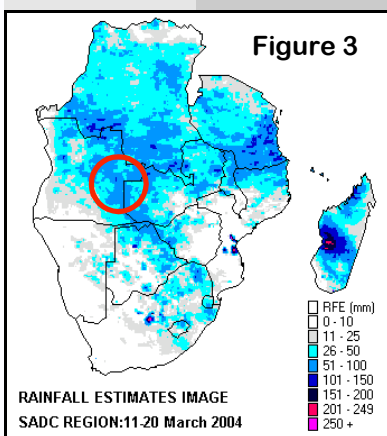 Figure 3
RFE (mm)
0 - 10
11 - 25
26 - 50
51 - 100
101 - 150
151 - 200
201 - 249
250 +
RAINFALL ESTIMATES IMAGE
SADC REGION:11-20 March 2004